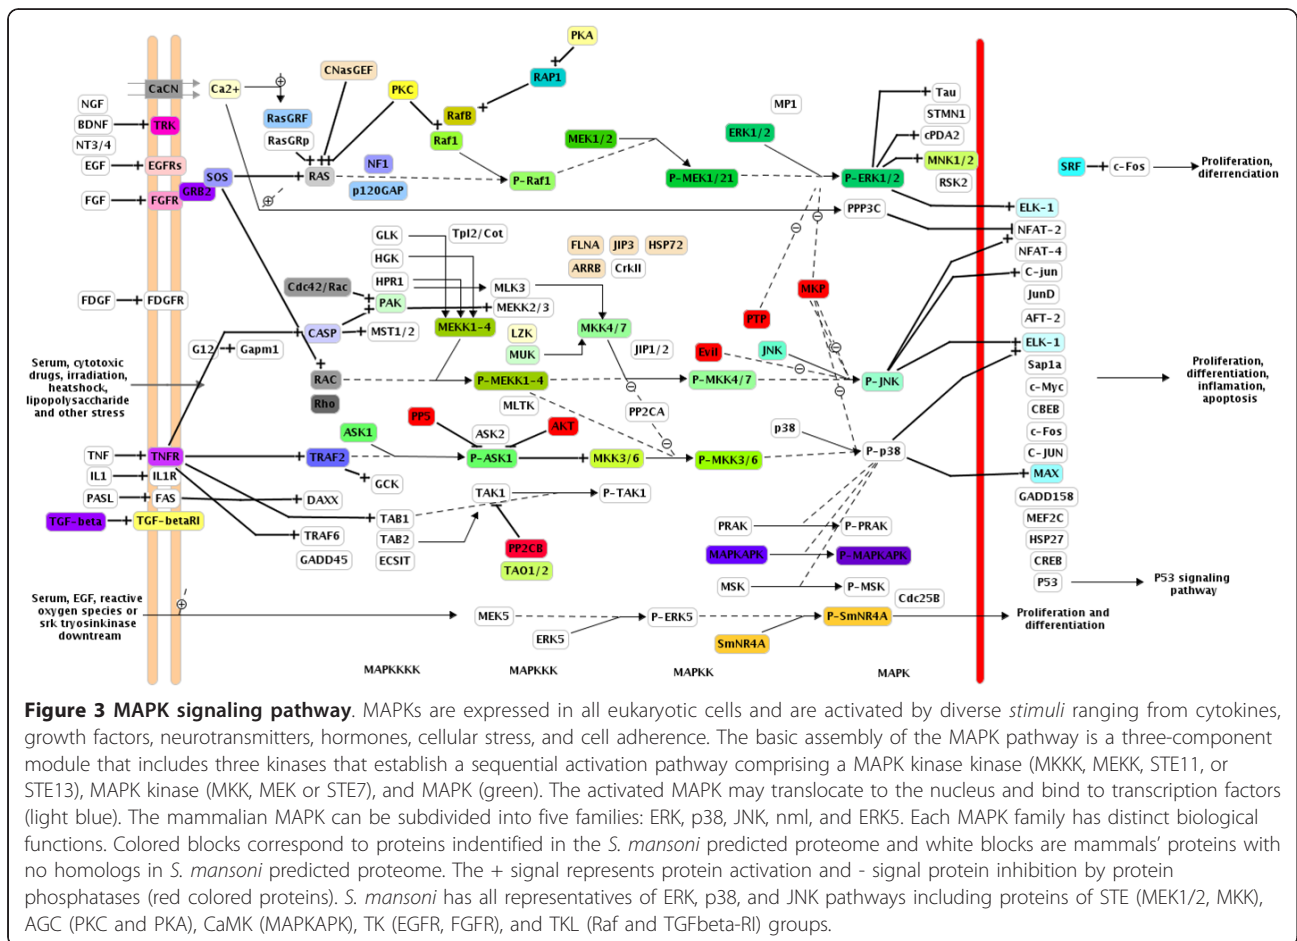 PKA
CNasGEF
RAP1
CaCN
Ca2+
PKC
NGF
RafB
MP1
Tau
BDNF
TRK
RasGRF
STMN1
RasGRp
Raf1
MEK1/2
ERK1/2
cPDA2
NT3/4
NF1
MNK1/2
EGF
EGFRs
SOS
RAS
P-Raf1
P-MEK1/21
P-ERK1/2
RSK2
SRF
c-Fos
Proliferation,
diferrenciation
GRB2
p120GAP
FGF
FGFR
PPP3C
ELK-1
NFAT-2
GLK
Tpl2/Cot
FLNA
JIP3
HSP72
NFAT-4
HGK
ARRB
CrkII
C-jun
HPR1
Cdc42/Rac
MLK3
MKP
JunD
FDGF
FDGFR
PAK
MEKK2/3
PTP
AFT-2
CASP
MST1/2
MEKK1-4
LZK
MKK4/7
G12
Gapm1
MUK
JIP1/2
EviI
JNK
ELK-1
Serum, cytotoxic
drugs, irradiation,
heatshock,
lipopolysaccharide
and other stress
RAC
P-MEKK1-4
P-MKK4/7
P-JNK
Sap1a
c-Myc
Proliferation,
differentiation,
inflamation,
apoptosis
Rho
MLTK
PP2CA
CBEB
PP5
AKT
ASK1
ASK2
p38
c-Fos
TNF
TNFR
TRAF2
P-ASK1
MKK3/6
P-MKK3/6
P-p38
C-JUN
IL1
IL1R
GCK
MAX
PASL
FAS
DAXX
TAK1
P-TAK1
GADD158
TGF-beta
TGF-betaRI
TAB1
PRAK
P-PRAK
MEF2C
TRAF6
TAB2
PP2CB
HSP27
GADD45
ECSIT
TAO1/2
MAPKAPK
P-MAPKAPK
CREB
MSK
P-MSK
P53
P53 signaling
pathway
Cdc25B
Serum, EGF, reactive
oxygen species or
srk tryosinkinase
downtream
MEK5
P-ERK5
P-SmNR4A
Proliferation and
differentiation
ERK5
SmNR4A
MAPKKKK
MAPKKK
MAPKK
MAPK
Figure 3 MAPK signaling pathway. MAPKs are expressed in all eukaryotic cells and are activated by diverse stimuli ranging from cytokines,
growth factors, neurotransmitters, hormones, cellular stress, and cell adherence. The basic assembly of the MAPK pathway is a three-component
module that includes three kinases that establish a sequential activation pathway comprising a MAPK kinase kinase (MKKK, MEKK, STE11, or
STE13), MAPK kinase (MKK, MEK or STE7), and MAPK (green). The activated MAPK may translocate to the nucleus and bind to transcription factors
(light blue). The mammalian MAPK can be subdivided into five families: ERK, p38, JNK, nml, and ERK5. Each MAPK family has distinct biological
functions. Colored blocks correspond to proteins indentified in the S. mansoni predicted proteome and white blocks are mammals' proteins with
no homologs in S. mansoni predicted proteome. The + signal represents protein activation and - signal protein inhibition by protein
phosphatases (red colored proteins). S. mansoni has all representatives of ERK, p38, and JNK pathways including proteins of STE (MEK1/2, MKK),
AGC (PKC and PKA), CaMK (MAPKAPK), TK (EGFR, FGFR), and TKL (Raf and TGFbeta-RI) groups.